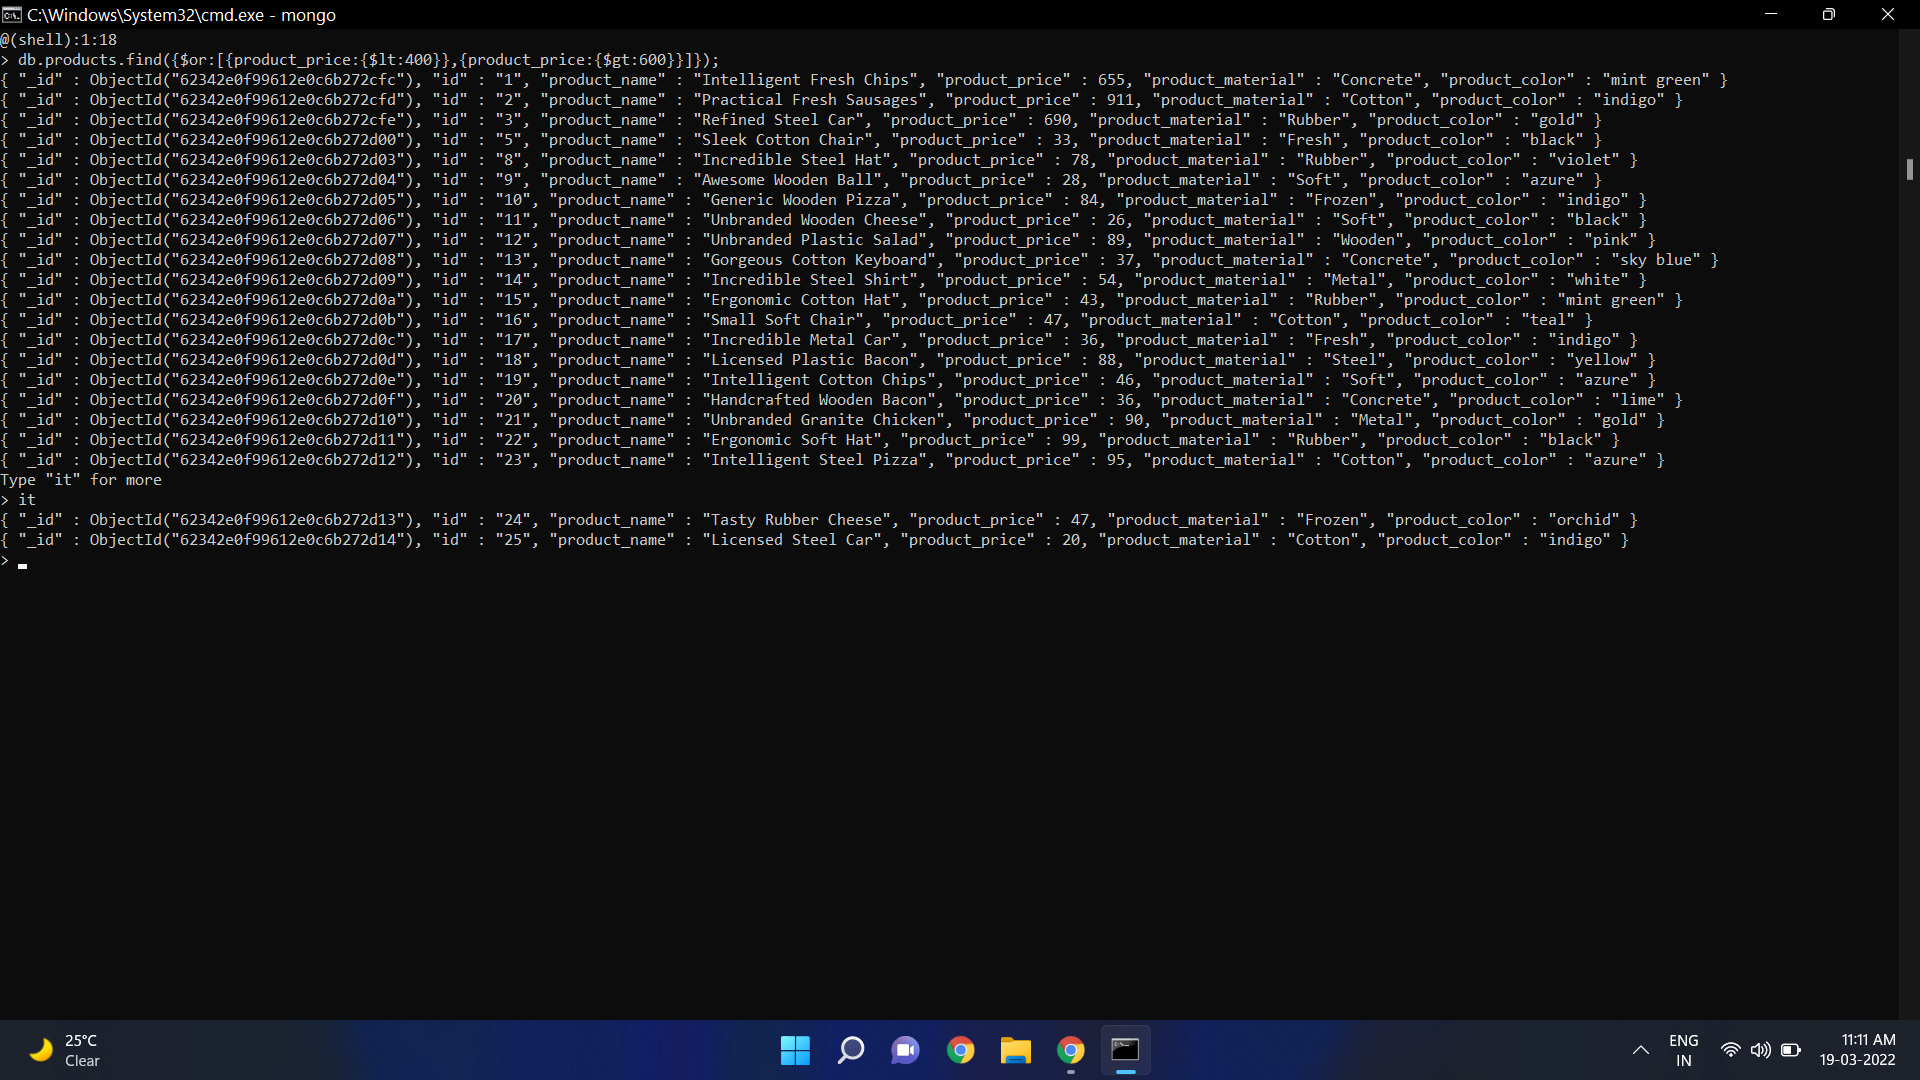 C:\Windows\System32\cmd.exe - mongo
@(shell):1:18
> db.products.find({$or:[{product_price:{$lt:400}},{product_price:{$gt:600}}]});
{ "_id" : ObjectId("62342e0f99612e0c6b272cfc"), "id" : "1", "product_name" : "Intelligent Fresh Chips", "product_price" : 655, "product_material" : "Concrete", "product_color" : "mint green" }
{ "_id" : ObjectId("62342e0f99612e0c6b272cfd"), "id" : "2", "product_name" : "Practical Fresh Sausages", "product_price" : 911, "product_material" : "Cotton", "product_color" : "indigo" }
{ "_id" : ObjectId("62342e0f99612e0c6b272cfe"), "id" : "3", "product_name" : "Refined Steel Car", "product_price" : 690, "product_material" : "Rubber", "product_color" : "gold" }
{ "_id" : ObjectId("62342e0f99612e0c6b272d00"), "id" : "5", "product_name" : "Sleek Cotton Chair", "product_price" : 33, "product_material" : "Fresh", "product_color" : "black" }
{ "_id" : ObjectId("62342e0f99612e0c6b272d03"), "id" : "8", "product_name" : "Incredible Steel Hat", "product_price" : 78, "product_material" : "Rubber", "product_color" : "violet" }
{ "_id" : ObjectId("62342e0f99612e0c6b272d04"), "id" : "9", "product_name" : "Awesome Wooden Ball", "product_price" : 28, "product_material" : "Soft", "product_color" : "azure" }
{ "_id" : ObjectId("62342e0f99612e0c6b272d05"), "id" : "10", "product_name" : "Generic Wooden Pizza", "product_price" : 84, "product_material" : "Frozen", "product_color" : "indigo" }
{ "_id" : ObjectId("62342e0f99612e0c6b272d06"), "id" : "11", "product_name" : "Unbranded Wooden Cheese", "product_price" : 26, "product_material" : "Soft", "product_color" : "black" }
{ "_id" : ObjectId("62342e0f99612e0c6b272d07"), "id" : "12", "product_name" : "Unbranded Plastic Salad", "product_price" : 89, "product_material" : "Wooden", "product_color" : "pink" }
{ "_id" : ObjectId("62342e0f99612e0c6b272d08"), "id" : "13", "product_name" : "Gorgeous Cotton Keyboard", "product_price" : 37, "product_material" : "Concrete", "product_color" : "sky blue" }
{ "_id" : ObjectId("62342e0f99612e0c6b272d09"), "id" : "14", "product_name" : "Incredible Steel Shirt", "product_price" : 54, "product_material" : "Metal", "product_color" : "white" }
{ "_id" : ObjectId("62342e0f99612e0c6b272d0a"), "id" : "15", "product_name" : "Ergonomic Cotton Hat", "product_price" : 43, "product_material" : "Rubber", "product_color" : "mint green" }
{ "_id" : ObjectId("62342e0f99612e0c6b272d0b"), "id" : "16", "product_name" : "Small Soft Chair", "product_price" : 47, "product_material" : "Cotton", "product_color" : "teal" }
{ "_id" : ObjectId("62342e0f99612e0c6b272d0c"), "id" : "17", "product_name" : "Incredible Metal Car", "product_price" : 36, "product_material" : "Fresh", "product_color" : "indigo" }
{ "_id" : ObjectId("62342e0f99612e0c6b272d0d"), "id" : "18", "product_name" : "Licensed Plastic Bacon", "product_price" : 88, "product_material" : "Steel", "product_color" : "yellow" }
{ "_id" : ObjectId("62342e0f99612e0c6b272d0e"), "id" : "19", "product_name" : "Intelligent Cotton Chips", "product_price" : 46, "product_material" : "Soft", "product_color" : "azure" }
{ "_id" : ObjectId("62342e0f99612e0c6b272d0f"), "id" : "20", "product_name" : "Handcrafted Wooden Bacon", "product_price" : 36, "product_material" : "Concrete", "product_color" : "lime" }
{ "_id" : ObjectId("62342e0f99612e0c6b272d10"), "id" : "21", "product_name" : "Unbranded Granite Chicken", "product_price" : 90, "product_material" : "Metal", "product_color" : "gold" }
{ "_id" : ObjectId("62342e0f99612e0c6b272d11"), "id" : "22", "product_name" : "Ergonomic Soft Hat", "product_price" : 99, "product_material" : "Rubber", "product_color" : "black" }
{ "_id" : ObjectId("62342e0f99612e0c6b272d12"), "id" : "23", "product_name" : "Intelligent Steel Pizza", "product_price" : 95, "product_material" : "Cotton", "product_color" : "azure" }
Type "it" for more
> it
{ "_id" : ObjectId("62342e0f99612e0c6b272d13"), "id" : "24", "product_name" : "Tasty Rubber Cheese", "product_price" : 47, "product_material" : "Frozen", "product_color" : "orchid" }
{ "_id" : ObjectId("62342e0f99612e0c6b272d14"), "id" : "25", "product_name" : "Licensed Steel Car", "product_price" : 20, "product_material" : "Cotton", "product_color" : "indigo" }
>
25°C
Clear
ENG
IN
11:11 AM
19-03-2022